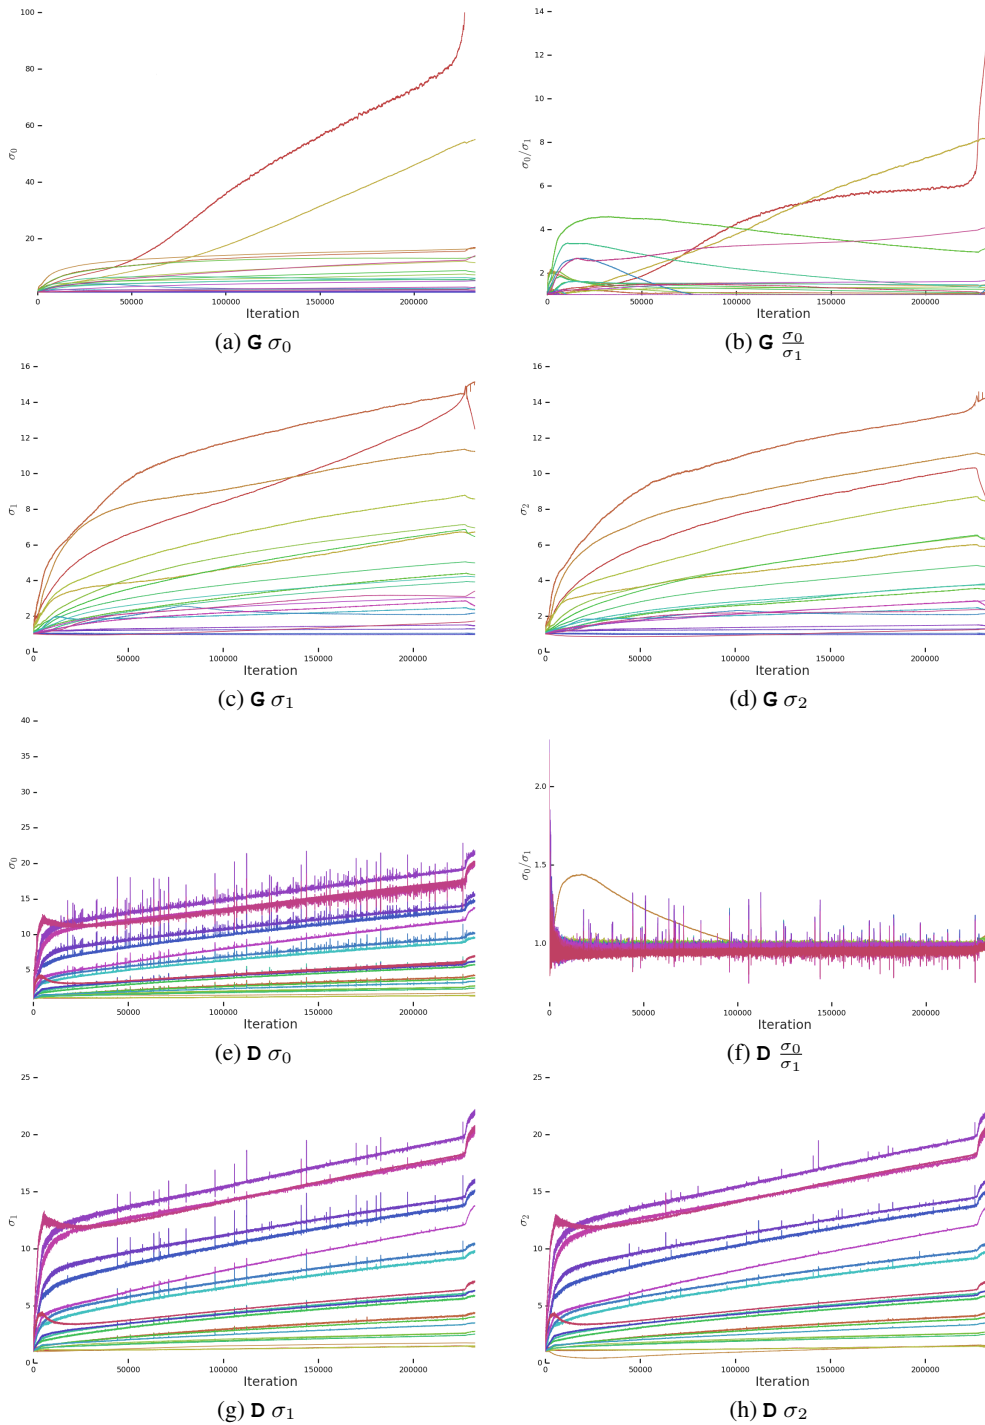 100
80
60
40
20
σ0
0 50000 100000 150000 200000
Iteration
(a) G σ0
14
12
10
8
6
4
2
σ0/σ1
0 50000 100000 150000 200000
Iteration
(b) G σ0/σ1
16
14
12
10
8
6
4
2
0
σ1
0 50000 100000 150000 200000
Iteration
(c) G σ1
16
14
12
10
8
6
4
2
0
σ2
0 50000 100000 150000 200000
Iteration
(d) G σ2
40
35
30
25
20
15
10
5
σ0
0 50000 100000 150000 200000
Iteration
(e) D σ0
2.0
1.5
1.0
σ0/σ1
0 50000 100000 150000 200000
Iteration
(f) D σ0/σ1
25
20
15
10
5
0
σ1
0 50000 100000 150000 200000
Iteration
(g) D σ1
25
20
15
10
5
0
σ2
0 50000 100000 150000 200000
Iteration
(h) D σ2